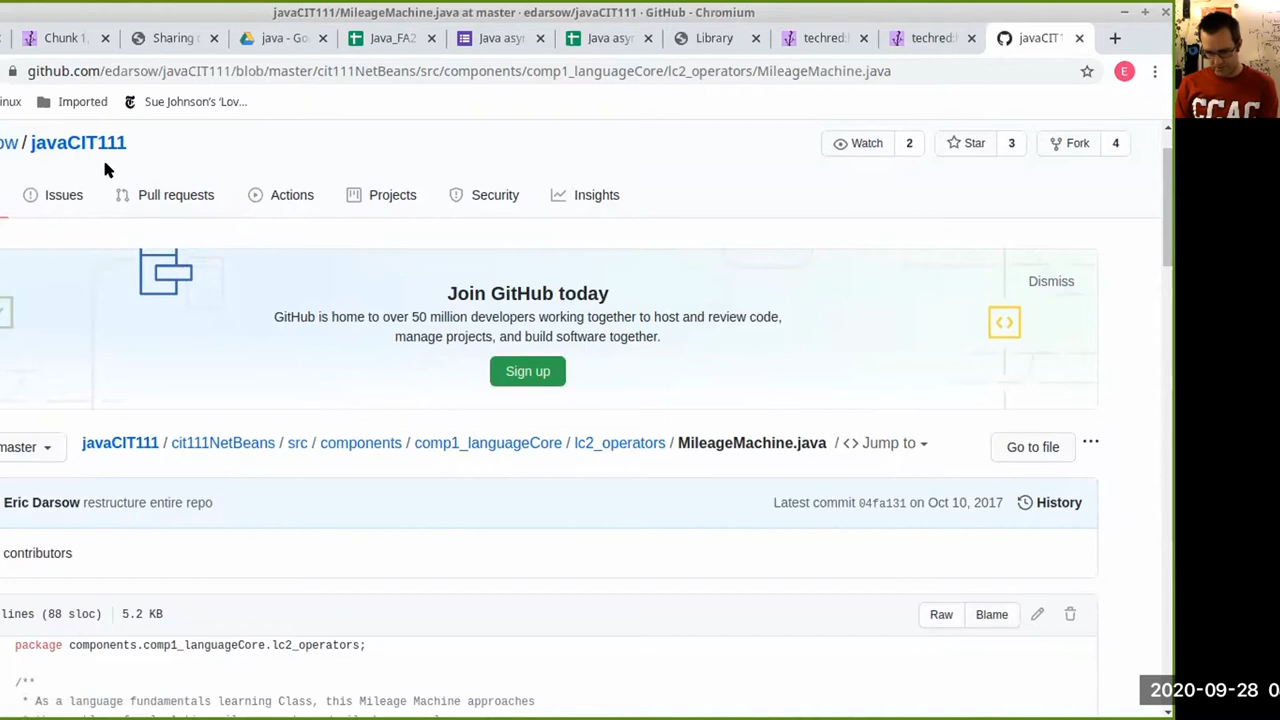 javaCIT111/MileageMachine.java at master · edarsow/javaCIT111 · GitHub - Chromium
Chunk 1, Sharing java - Go Java_FA2 Java asy Java asy Library techred: techred: javaCIT1
github.com/edarsow/javaCIT111/blob/master/cit111NetBeans/src/components/comp1_languageCore/lc2_operators/MileageMachine.java E
inux Imported Sue Johnson's 'Lov...
ow / javaCIT111 Watch 2 Star 3 Fork 4
Issues Pull requests Actions Projects Security Insights
Dismiss
Join GitHub today
GitHub is home to over 50 million developers working together to host and review code,
manage projects, and build software together.
Sign up
master javaCIT111 / cit111NetBeans / src / components / comp1_languageCore / lc2_operators / MileageMachine.java / <> Jump to Go to file ...
Eric Darsow restructure entire repo Latest commit 04fa131 on Oct 10, 2017 History
contributors
lines (88 sloc) 5.2 KB Raw Blame
package components.comp1_languageCore.lc2_operators;
/**
* As a language fundamentals learning Class, this Mileage Machine approaches
CCAC
2020-09-28 0